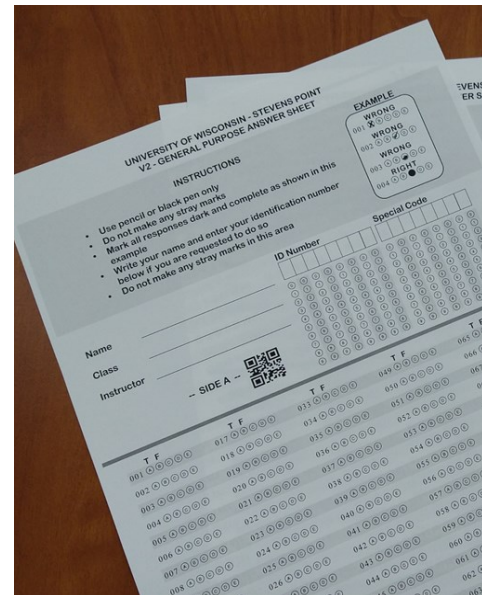 UNIVERSITY OF WISCONSIN - STEVENS POINT
V2 - GENERAL PURPOSE ANSWER SHEET
INSTRUCTIONS
• Use pencil or black pen only
• Do not make any stray marks
• Mark all responses dark and complete as shown in this
example
• Write your name and enter your identification number
below if you are requested to do so
• Do not make any stray marks in this area
EXAMPLE
WRONG
001
WRONG
002
WRONG
003
RIGHT
004
Name
Class
Instructor
ID Number
Special Code
-- SIDE A --
T F
001 A B C D E
002 A B C D E
003 A B C D E
004 A B C D E
005 A B C D E
006 A B C D E
007 A B C D E
008 A B C D E
T F
017 A B C D E
018 A B C D E
019 A B C D E
020 A B C D E
021 A B C D E
022 A B C D E
023 A B C D E
024 A B C D E
025 A B C D E
026 A B C D E
T F
033 A B C D E
034 A B C D E
035 A B C D E
036 A B C D E
037 A B C D E
038 A B C D E
039 A B C D E
040 A B C D E
041 A B C D E
042 A B C D E
043 A B C D E
044 A B C D E
T F
049 A B C D E
050 A B C D E
051 A B C D E
052 A B C D E
053 A B C D E
054 A B C D E
055 A B C D E
056 A B C D E
057 A B C D E
058 A B C D E
059 A B C D E
060
061
062
T F
065
066